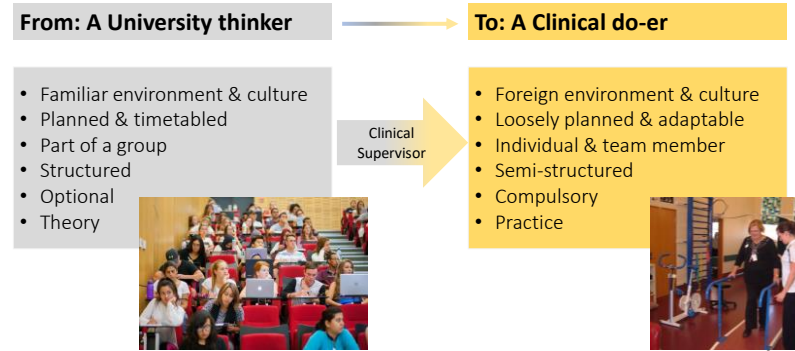 From: A University thinker
To: A Clinical do-er
• Familiar environment & culture
• Planned & timetabled
• Part of a group
• Structured
• Optional
• Theory
Clinical
Supervisor
• Foreign environment & culture
• Loosely planned & adaptable
• Individual & team member
• Semi-structured
• Compulsory
• Practice